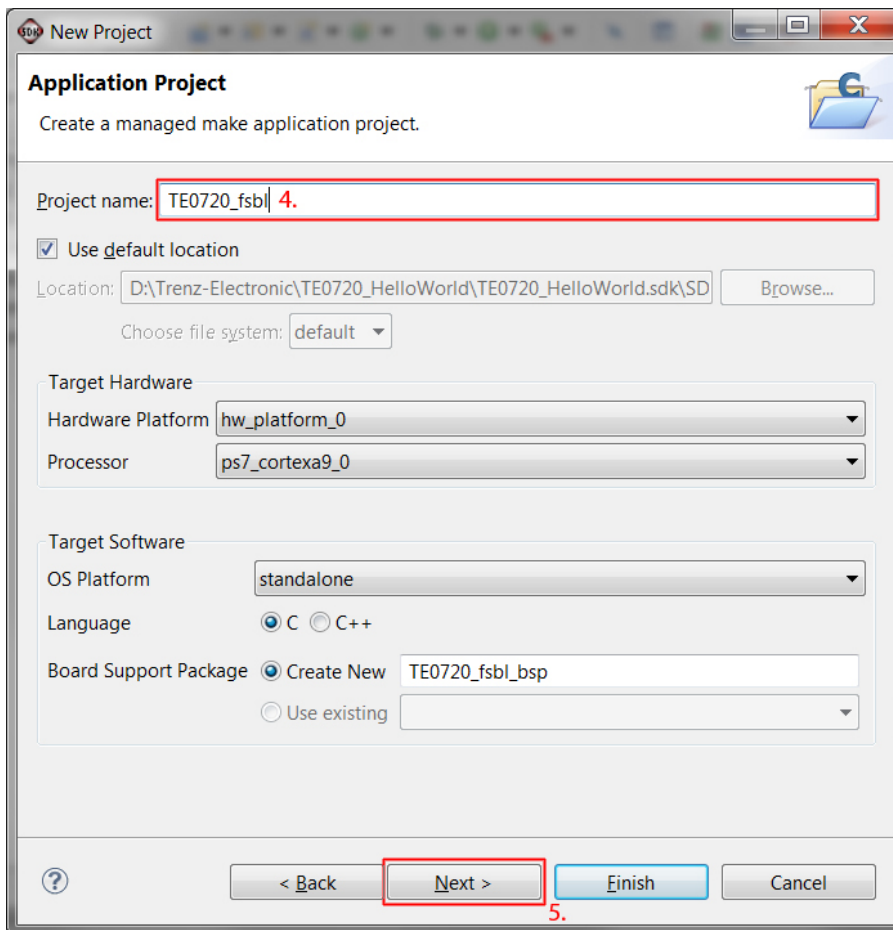 New Project
Application Project
Create a managed make application project.
Project name: TE0720_fsbl 4.
Use default location
Location: D:\Trenz-Electronic\TE0720_HelloWorld\TE0720_HelloWorld.sdk\SD Browse...
Choose file system: default
Target Hardware
Hardware Platform hw_platform_0
Processor ps7_cortexa9_0
Target Software
OS Platform standalone
Language C C++
Board Support Package Create New TE0720_fsbl_bsp
Use existing
? < Back Next > Finish Cancel
5.